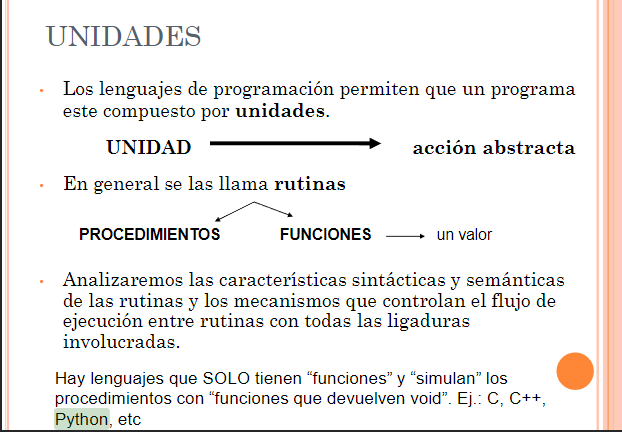 UNIDADES
Los lenguajes de programación permiten que un programa
este compuesto por unidades.
UNIDAD acción abstracta
En general se las llama rutinas
PROCEDIMIENTOS FUNCIONES un valor
Analizaremos las características sintácticas y semánticas
de las rutinas y los mecanismos que controlan el flujo de
ejecución entre rutinas con todas las ligaduras
involucradas.
Hay lenguajes que SOLO tienen “funciones” y “simulan” los
procedimientos con “funciones que devuelven void”. Ej.: C, C++,
Python, etc